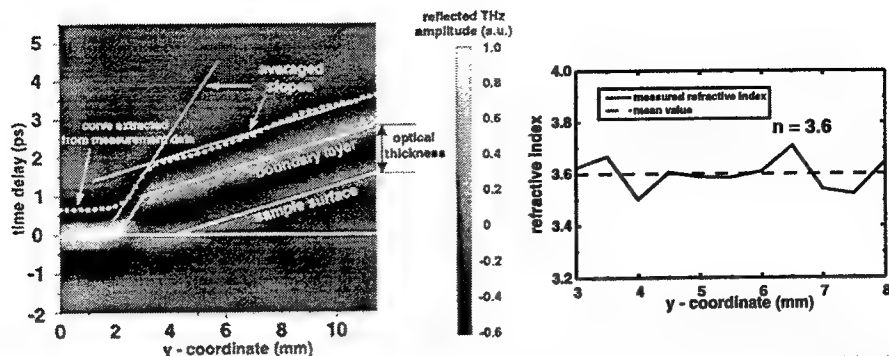 reflected THz
amplitude (a.u.)
5
4
3
2
1
0
-1
-2
time delay (ps)
averaged
slopes
curve extracted
from measurement data
boundary layer
sample surface
optical
thickness
0
2
4
6
8
10
y - coordinate (mm)
1.0
0.8
0.6
0.4
0.2
0
-0.2
-0.4
-0.6
4.0
3.8
3.6
3.4
3.2
refractive index
measured refractive index
mean value
n = 3.6
3
4
5
6
7
8
y - coordinate (mm)